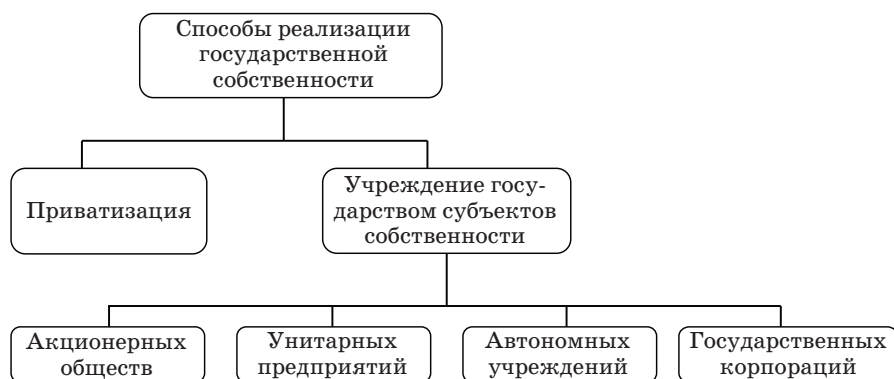 Способы реализации
государственной
собственности
Приватизация
Учреждение госу-
дарством субъектов
собственности
Акционерных
обществ
Унитарных
предприятий
Автономных
учреждений
Государственных
корпораций